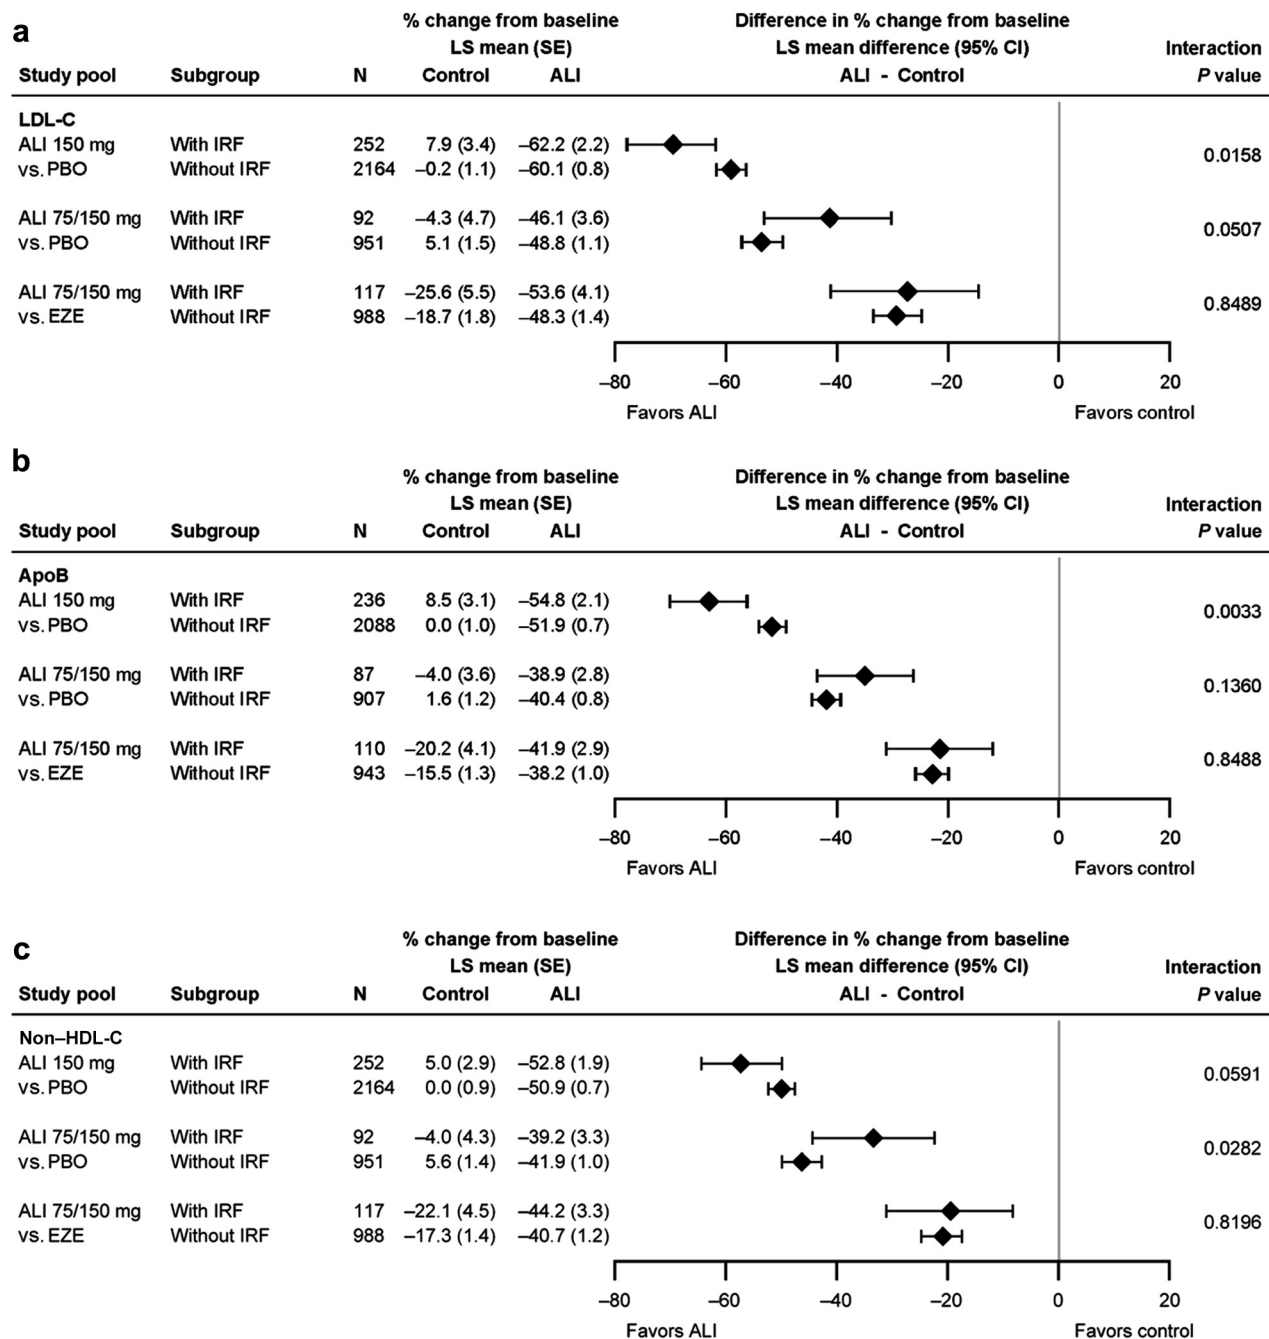 a
% change from baseline Difference in % change from baseline
LS mean (SE) LS mean difference (95% CI) Interaction
Study pool Subgroup N Control ALI ALI - Control P value
LDL-C
ALI 150 mg With IRF 252 7.9 (3.4) –62.2 (2.2)
0.0158
vs. PBO Without IRF 2164 –0.2 (1.1) –60.1 (0.8)
ALI 75/150 mg With IRF 92 –4.3 (4.7) –46.1 (3.6)
0.0507
vs. PBO Without IRF 951 5.1 (1.5) –48.8 (1.1)
ALI 75/150 mg With IRF 117 –25.6 (5.5) –53.6 (4.1)
0.8489
vs. EZE Without IRF 988 –18.7 (1.8) –48.3 (1.4)
–80 –60 –40 –20 0 20
Favors ALI Favors control
b
% change from baseline Difference in % change from baseline
LS mean (SE) LS mean difference (95% CI) Interaction
Study pool Subgroup N Control ALI ALI - Control P value
ApoB
ALI 150 mg With IRF 236 8.5 (3.1) –54.8 (2.1)
0.0033
vs. PBO Without IRF 2088 0.0 (1.0) –51.9 (0.7)
ALI 75/150 mg With IRF 87 –4.0 (3.6) –38.9 (2.8)
0.1360
vs. PBO Without IRF 907 1.6 (1.2) –40.4 (0.8)
ALI 75/150 mg With IRF 110 –20.2 (4.1) –41.9 (2.9)
0.8488
vs. EZE Without IRF 943 –15.5 (1.3) –38.2 (1.0)
–80 –60 –40 –20 0 20
Favors ALI Favors control
c
% change from baseline Difference in % change from baseline
LS mean (SE) LS mean difference (95% CI) Interaction
Study pool Subgroup N Control ALI ALI - Control P value
Non–HDL-C
ALI 150 mg With IRF 252 5.0 (2.9) –52.8 (1.9)
0.0591
vs. PBO Without IRF 2164 0.0 (0.9) –50.9 (0.7)
ALI 75/150 mg With IRF 92 –4.0 (4.3) –39.2 (3.3)
0.0282
vs. PBO Without IRF 951 5.6 (1.4) –41.9 (1.0)
ALI 75/150 mg With IRF 117 –22.1 (4.5) –44.2 (3.3)
0.8196
vs. EZE Without IRF 988 –17.3 (1.4) –40.7 (1.2)
–80 –60 –40 –20 0 20
Favors ALI Favors control